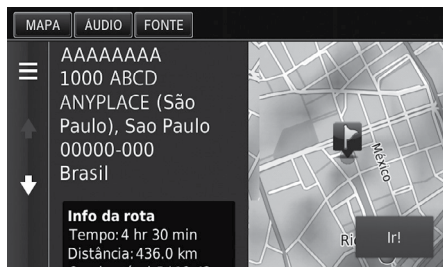 MAPA ÁUDIO FONTE
AAAAAAAA
1000 ABCD
ANYPLACE (São
Paulo), Sao Paulo
00000-000
Brasil
Info da rota
Tempo: 4 hr 30 min
Distância: 436.0 km
México
Ri
Ir!